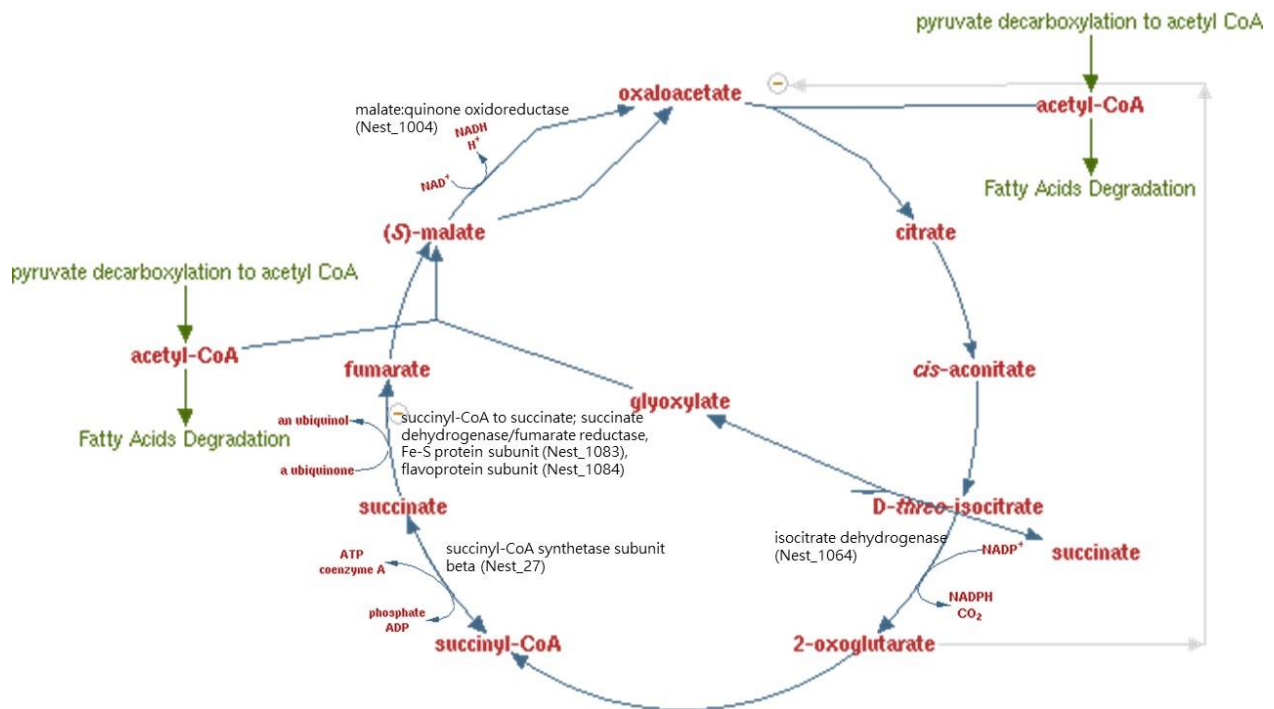 pyruvate decarboxylation to acetyl CoA
oxaloacetate
acetyl-CoA
malate:quinone oxidoreductase
(Nest_1004)
NADH
H+
NAD+
Fatty Acids Degradation
(S)-malate
citrate
pyruvate decarboxylation to acetyl CoA
acetyl-CoA
fumarate
cis-aconitate
glyoxylate
an ubiquinol
succinyl-CoA to succinate; succinate
dehydrogenase/fumarate reductase,
Fe-S protein subunit (Nest_1083),
flavoprotein subunit (Nest_1084)
Fatty Acids Degradation
a ubiquinone
succinate
D-threo-isocitrate
isocitrate dehydrogenase
(Nest_1064)
NADP+
succinate
succinyl-CoA synthetase subunit
beta (Nest_27)
ATP
coenzyme A
NADPH
CO2
phosphate
ADP
succinyl-CoA
2-oxoglutarate